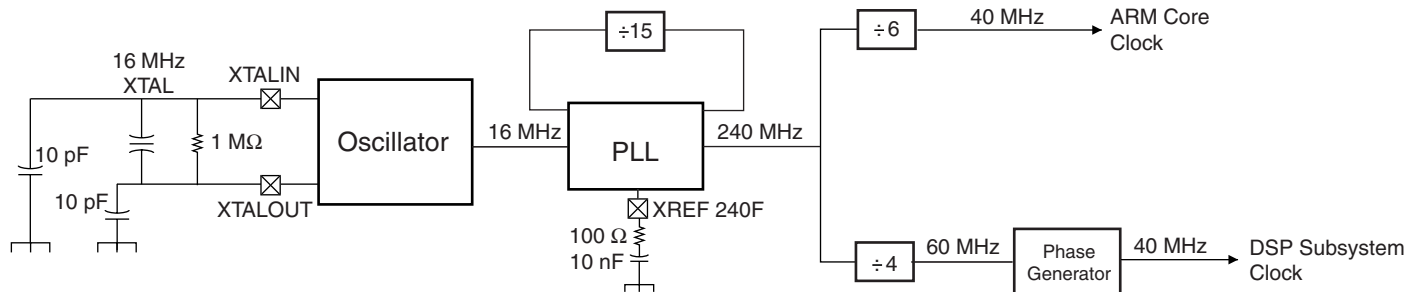 ÷15
÷6
40 MHz
ARM Core
Clock
16 MHz
XTAL
XTALIN
Oscillator
16 MHz
PLL
240 MHz
10 pF
1 MΩ
10 pF
XTALOUT
XREF 240F
100 Ω
10 nF
÷4
60 MHz
Phase
Generator
40 MHz
DSP Subsystem
Clock